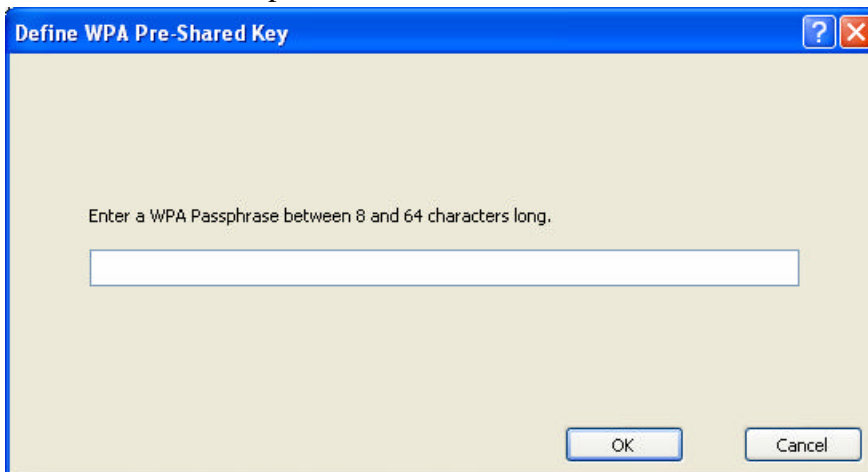 Define WPA Pre-Shared Key
Enter a WPA Passphrase between 8 and 64 characters long.
OK Cancel